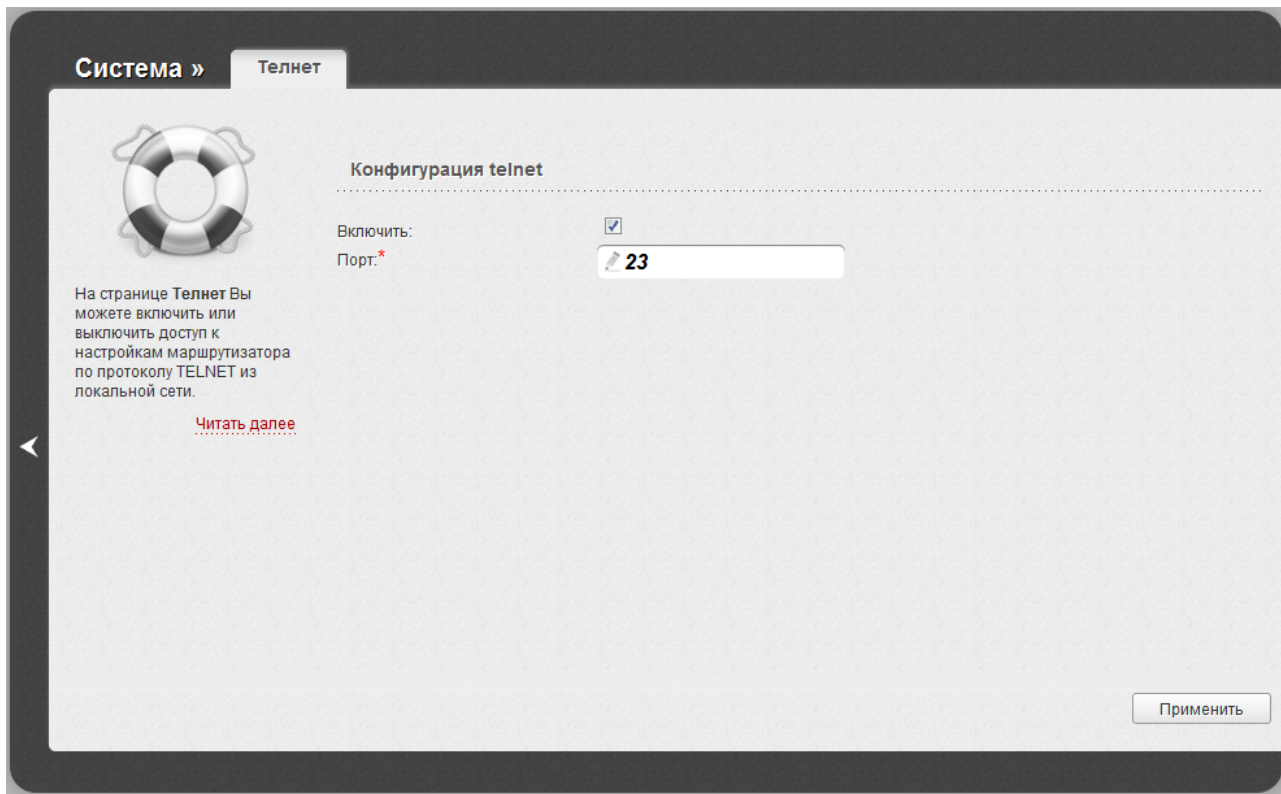 Система »
Телнет
Конфигурация telnet
Включить:
Порт:*
23
На странице Телнет Вы
можете включить или
выключить доступ к
настройкам маршрутизатора
по протоколу TELNET из
локальной сети.
Читать далее
Применить